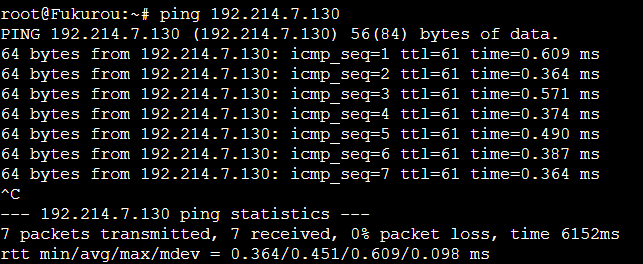 root@Fukurou:~# ping 192.214.7.130
PING 192.214.7.130 (192.214.7.130) 56(84) bytes of data.
64 bytes from 192.214.7.130: icmp_seq=1 ttl=61 time=0.609 ms
64 bytes from 192.214.7.130: icmp_seq=2 ttl=61 time=0.364 ms
64 bytes from 192.214.7.130: icmp_seq=3 ttl=61 time=0.571 ms
64 bytes from 192.214.7.130: icmp_seq=4 ttl=61 time=0.374 ms
64 bytes from 192.214.7.130: icmp_seq=5 ttl=61 time=0.490 ms
64 bytes from 192.214.7.130: icmp_seq=6 ttl=61 time=0.387 ms
64 bytes from 192.214.7.130: icmp_seq=7 ttl=61 time=0.364 ms
^C
--- 192.214.7.130 ping statistics ---
7 packets transmitted, 7 received, 0% packet loss, time 6152ms
rtt min/avg/max/mdev = 0.364/0.451/0.609/0.098 ms